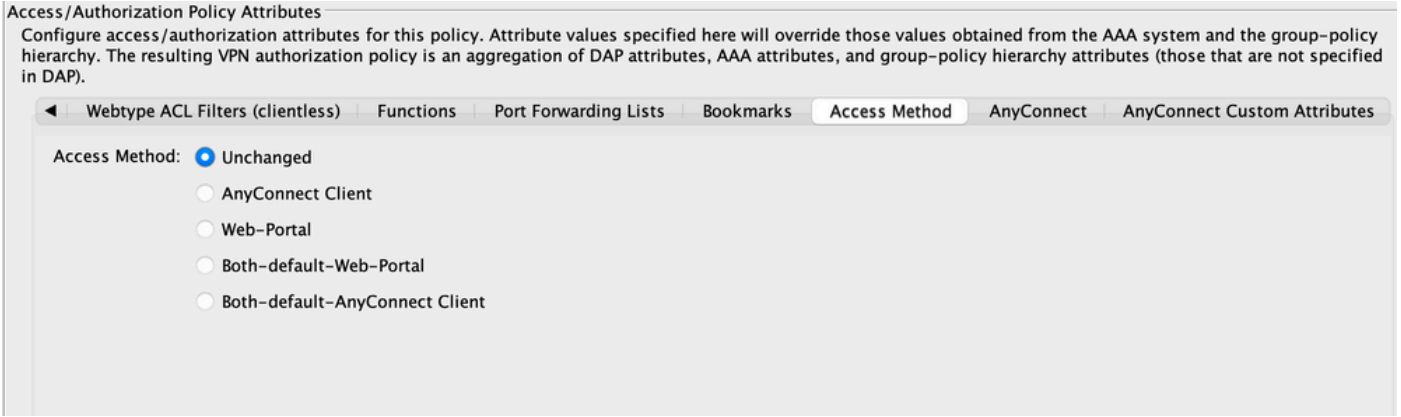 Access/Authorization Policy Attributes
Configure access/authorization attributes for this policy. Attribute values specified here will override those values obtained from the AAA system and the group-policy
hierarchy. The resulting VPN authorization policy is an aggregation of DAP attributes, AAA attributes, and group-policy hierarchy attributes (those that are not specified
in DAP).
Webtype ACL Filters (clientless) Functions Port Forwarding Lists Bookmarks Access Method AnyConnect AnyConnect Custom Attributes
Access Method: Unchanged
AnyConnect Client
Web-Portal
Both-default-Web-Portal
Both-default-AnyConnect Client